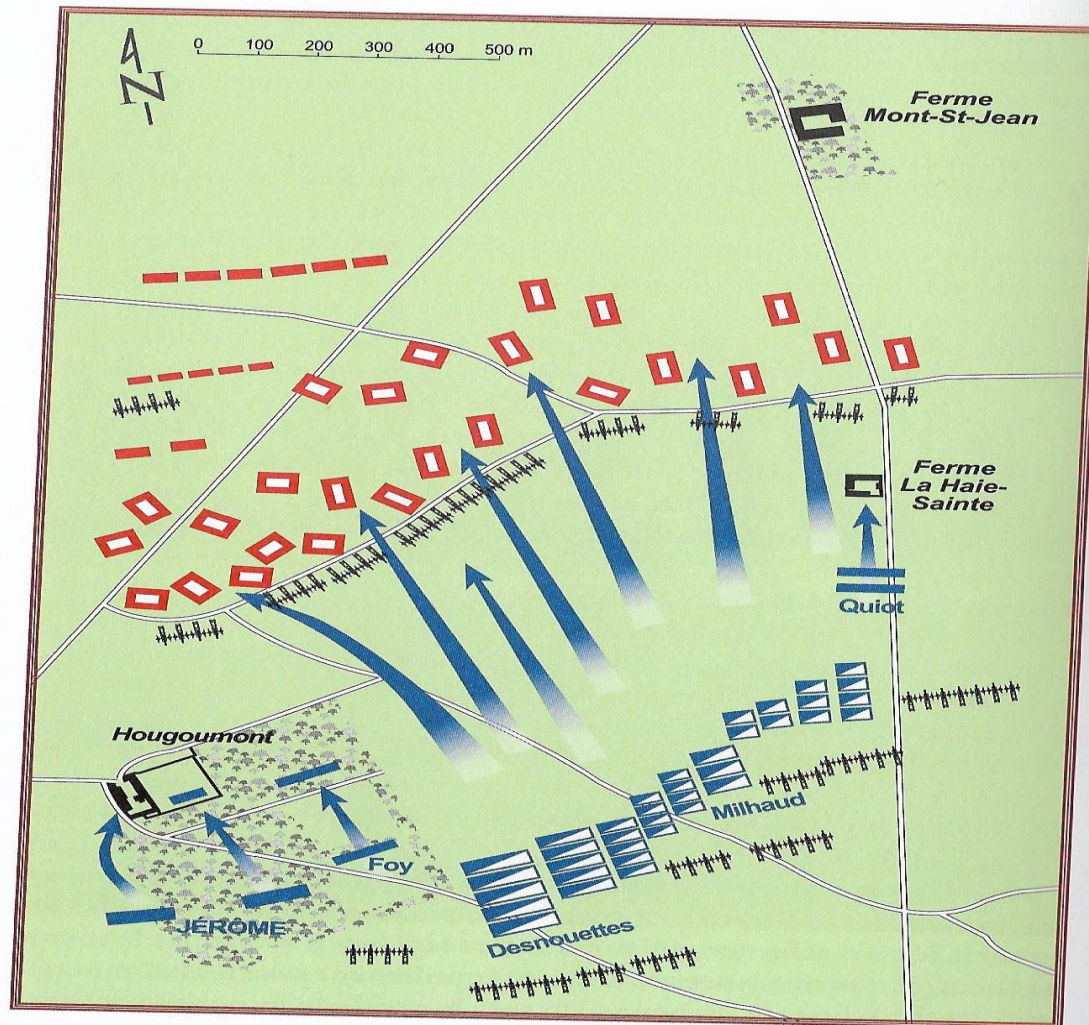 N
0 100 200 300 400 500 m
Ferme
Mont-St-Jean
Ferme
La Haie-
Sainte
Quiot
Hougoumont
Milhaud
Foy
JÉRÔME
Desnouettes